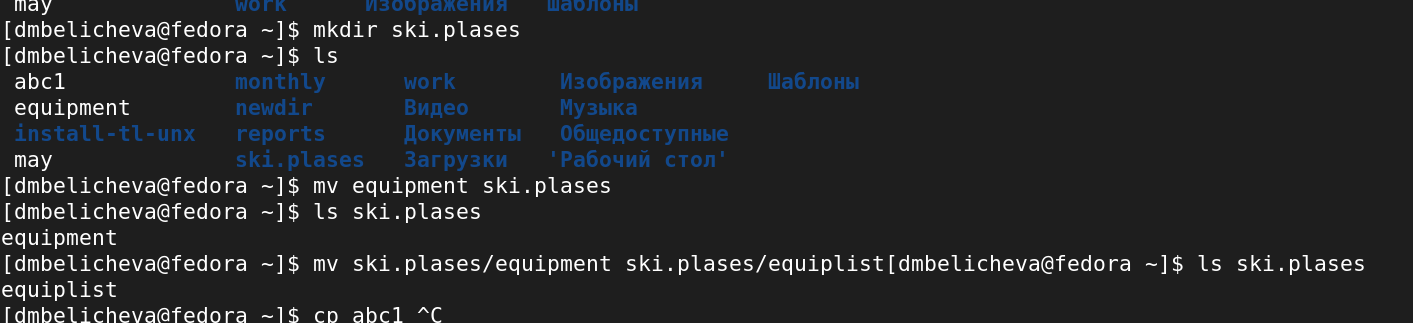 may work Изображения Шаблоны
[dmbelicheva@fedora ~]$ mkdir ski.plases
[dmbelicheva@fedora ~]$ ls
abc1 monthly work Изображения Шаблоны
equipment newdir Видео Музыка
install-tl-unx reports Документы Общедоступные
may ski.plases Загрузки 'Рабочий стол'
[dmbelicheva@fedora ~]$ mv equipment ski.plases
[dmbelicheva@fedora ~]$ ls ski.plases
equipment
[dmbelicheva@fedora ~]$ mv ski.plases/equipment ski.plases/equiplist[dmbelicheva@fedora ~]$ ls ski.plases
equiplist
[dmbelicheva@fedora ~]$ cp abc1 ^C